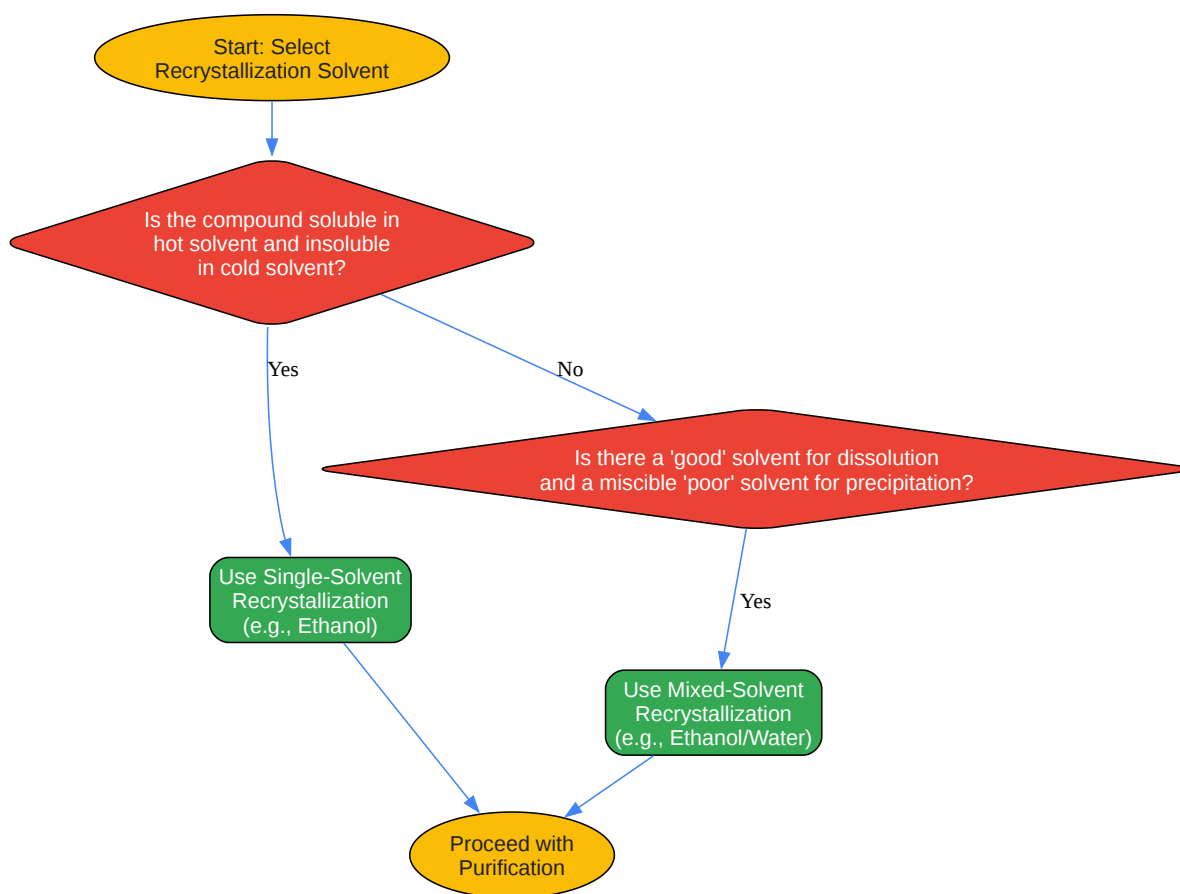 Start: Select
Recrystallization Solvent
Is the compound soluble in
hot solvent and insoluble
in cold solvent?
Yes
No
Is there a 'good' solvent for dissolution
and a miscible 'poor' solvent for precipitation?
Use Single-Solvent
Recrystallization
(e.g., Ethanol)
Yes
Use Mixed-Solvent
Recrystallization
(e.g., Ethanol/Water)
Proceed with
Purification